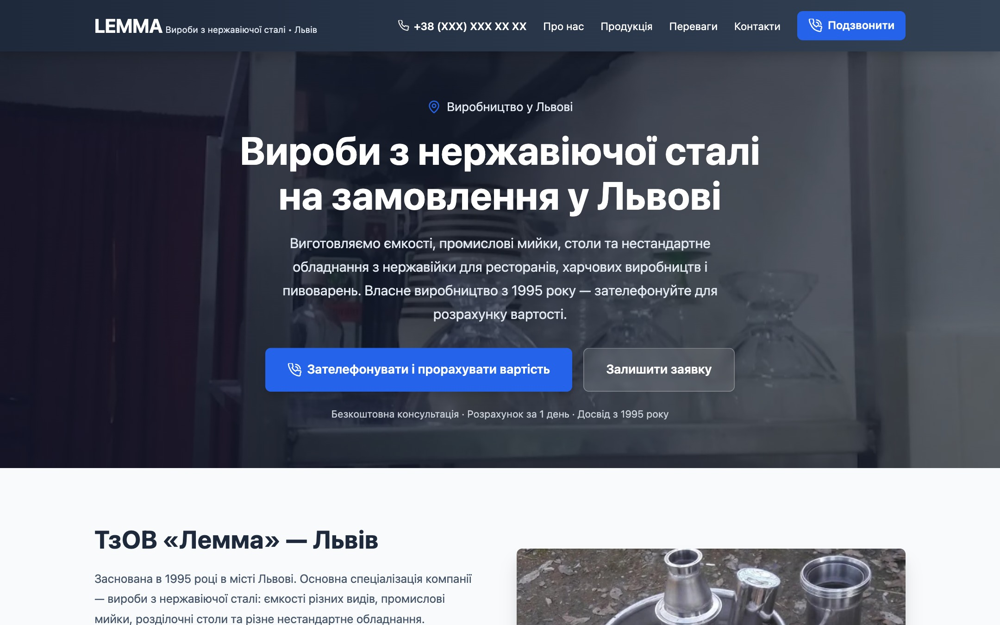 LEMMA Вироби з нержавіючої сталі • Львів
+38 (XXX) XXX XX XX
Про нас
Продукція
Переваги
Контакти
Подзвонити
Виробництво у Львові
Вироби з нержавіючої сталі
на замовлення у Львові
Виготовляємо ємкості, промислові мийки, столи та нестандартне
обладнання з нержавійки для ресторанів, харчових виробництв і
пивоварень. Власне виробництво з 1995 року — зателефонуйте для
розрахунку вартості.
Зателефонувати і прорахувати вартість
Залишити заявку
Безкоштовна консультація · Розрахунок за 1 день · Досвід з 1995 року
ТзОВ «Лемма» — Львів
Заснована в 1995 році в місті Львові. Основна спеціалізація компанії
— вироби з нержавіючої сталі: ємкості різних видів, промислові
мийки, розділочні столи та різне нестандартне обладнання.